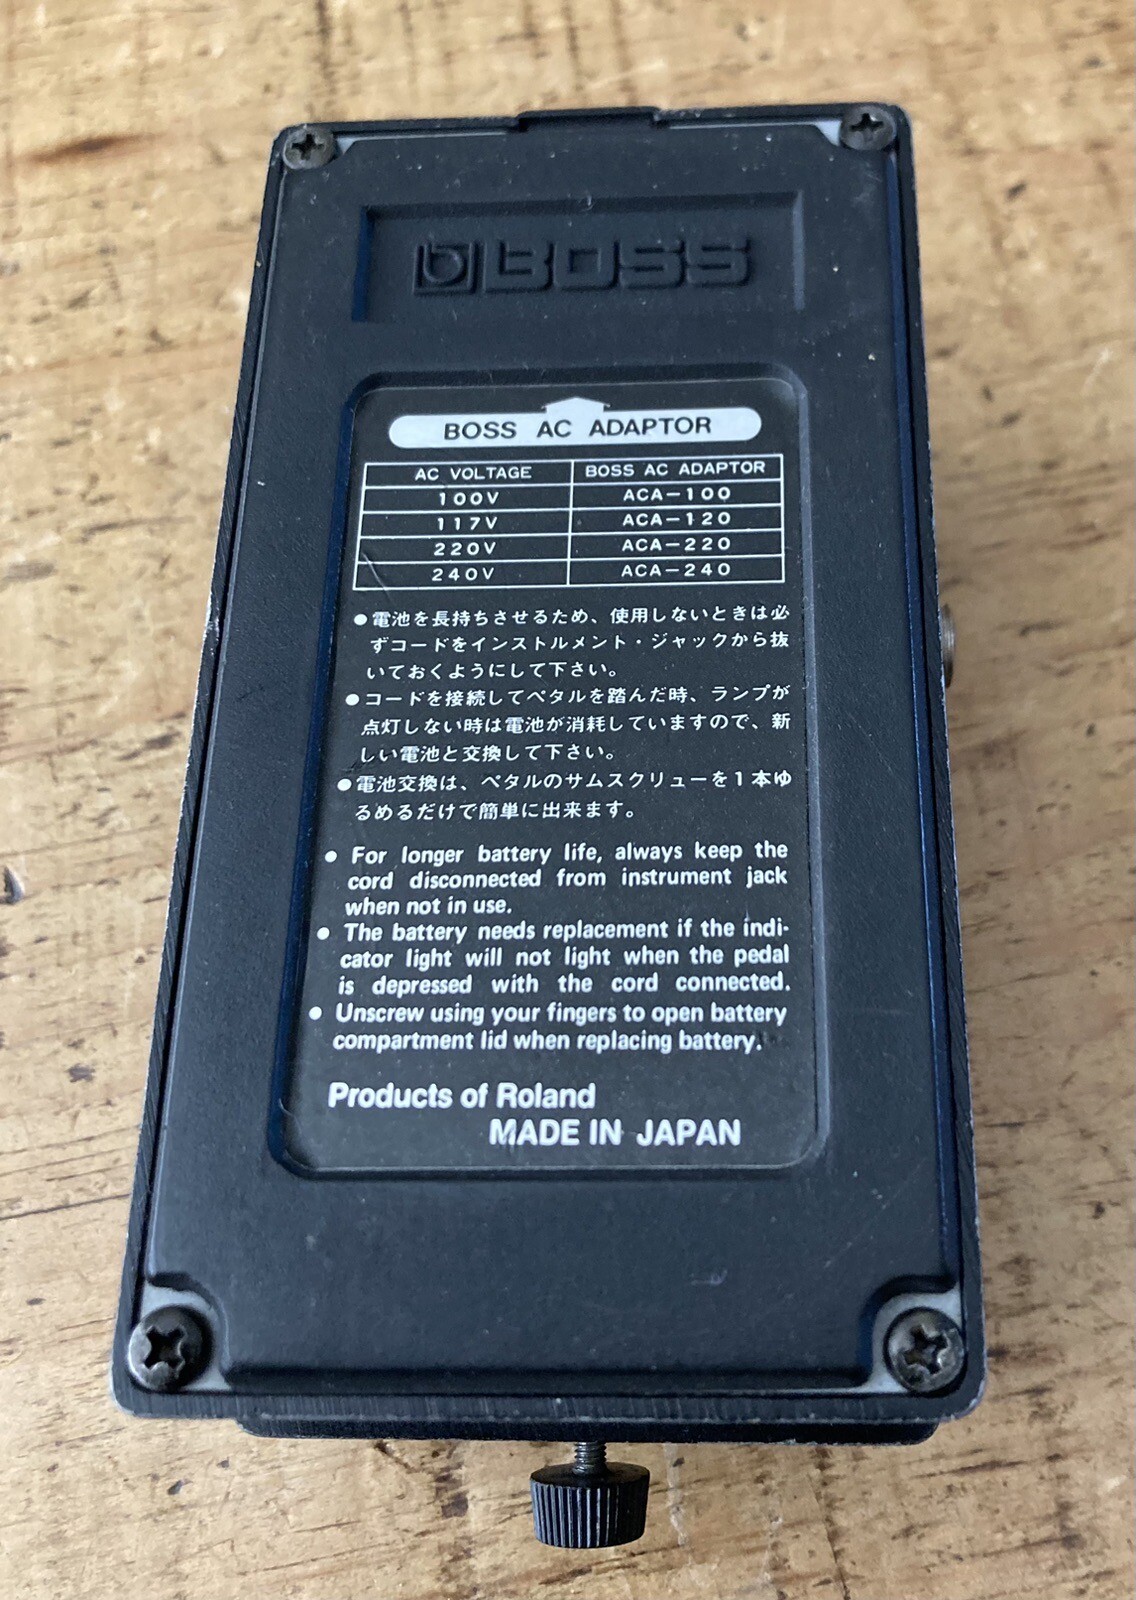 BOSS
BOSS AC ADAPTOR
AC VOLTAGE BOSS AC ADAPTOR
100V ACA-100
117V ACA-120
220V ACA-220
240V ACA-240
●電池を長持ちさせるため、使用しないときは必
ずコードをインストルメント・ジャックから抜
いておくようにして下さい。
●コードを接続してペタルを踏んだ時、ランプが
点灯しない時は電池が消耗していますので、新
しい電池と交換して下さい。
●電池交換は、ペタルのサムスクリューを1本ゆ
るめるだけで簡単に出来ます。
● For longer battery life, always keep the
cord disconnected from instrument jack
when not in use.
● The battery needs replacement if the indi-
cator light will not light when the pedal
is depressed with the cord connected.
● Unscrew using your fingers to open battery
compartment lid when replacing battery.
Products of Roland
MADE IN JAPAN